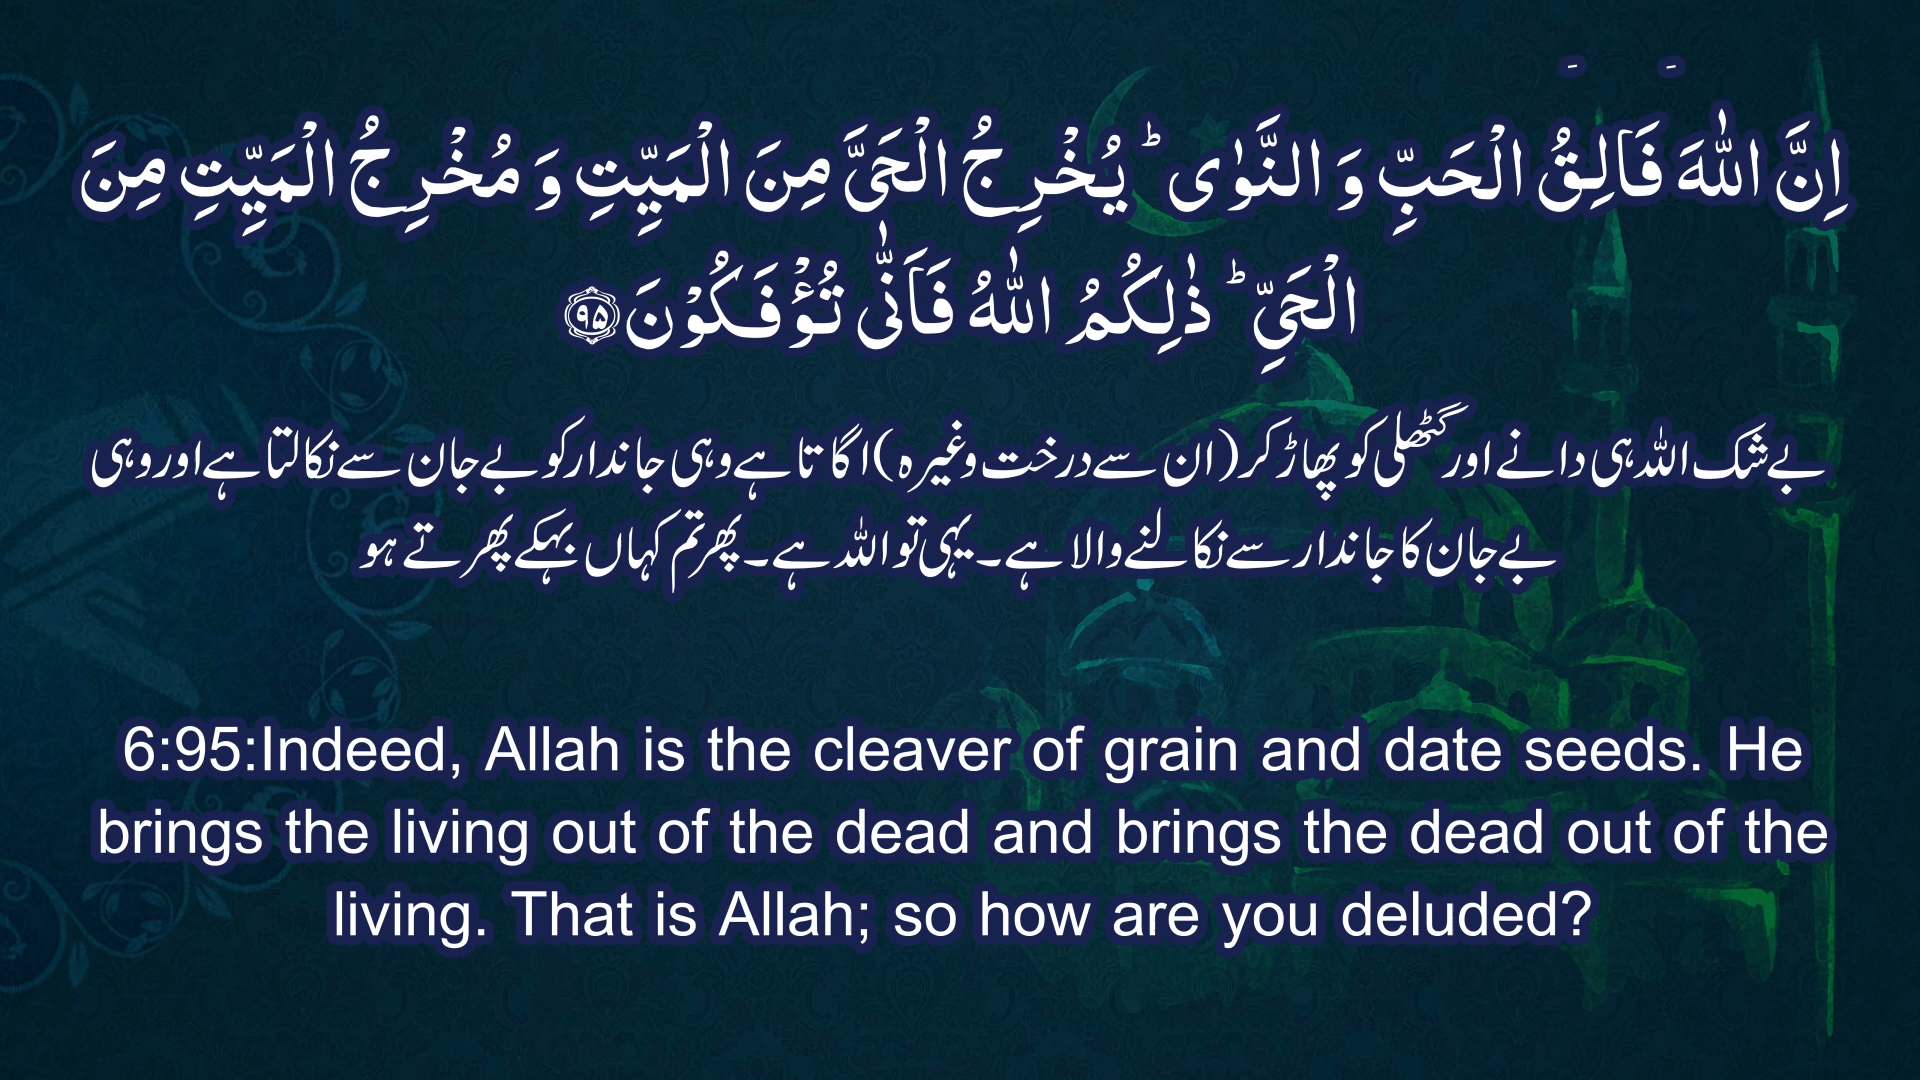 اِنَّ اللّٰهَ فَالِقُ الْحَبِّ وَ النَّوٰى ؕ یُخْرِجُ الْحَیَّ مِنَ الْمَیِّتِ وَ مُخْرِجُ الْمَیِّتِ مِنَ
الْحَیِّ ؕ ذٰلِكُمُ اللّٰهُ فَاَنّٰى تُؤْفَكُوْنَ ﴿۹۵﴾
بے شک اللہ ہی دانے اور گٹھلی کو پھاڑ کر (ان سے درخت وغیرہ) اگاتا ہے وہی جاندار کو بے جان سے نکالتا ہے اور وہی
بے جان کا جاندار سے نکالنے والا ہے۔ یہی تو اللہ ہے۔ پھر تم کہاں بہکے پھرتے ہو
6:95:Indeed, Allah is the cleaver of grain and date seeds. He
brings the living out of the dead and brings the dead out of the
living. That is Allah; so how are you deluded?